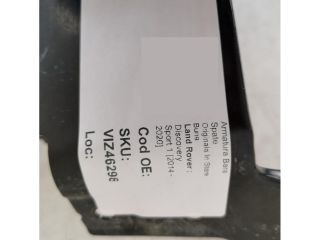 Armatura Bara
Spate
Originala In Stare
Buna
Land Rover :
Discovery
Sport 1 [2014 -
2020]
Cod OE:
SKU:
VIZ46296
Loc: